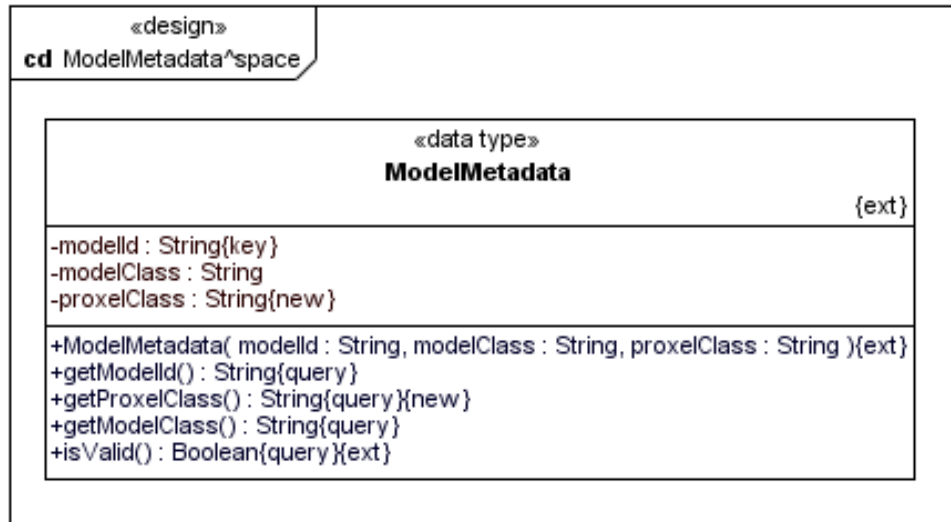 «design»
cd ModelMetadata^space
«data type»
ModelMetadata
{ext}
-modelId : String{key}
-modelClass : String
-proxelClass : String{new}
+ModelMetadata( modelId : String, modelClass : String, proxelClass : String ){ext}
+getModelId() : String{query}
+getProxelClass() : String{query}{new}
+getModelClass() : String{query}
+isValid() : Boolean{query}{ext}